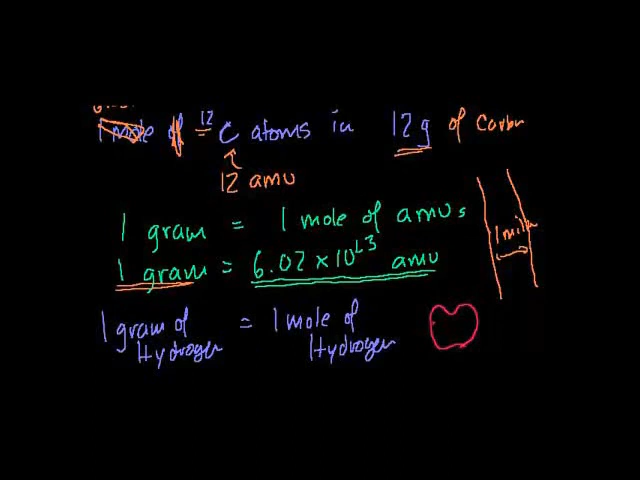 1 mole of ¹²C atoms in 12g of Carbon
12 amu
1 gram = 1 mole of amus
1 gram = 6.02 × 10²³ amu
1 mile
1 gram of Hydrogen = 1 mole of Hydrogen